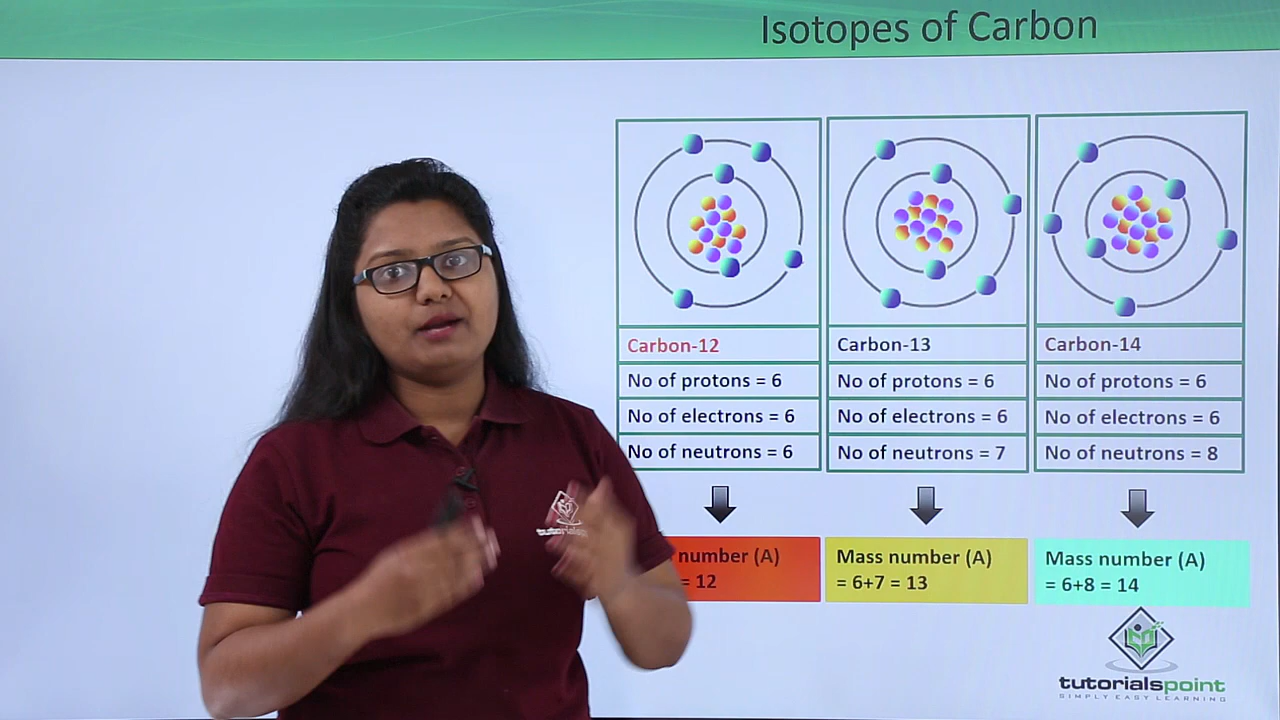 Isotopes of Carbon
Carbon-12
No of protons = 6
No of electrons = 6
No of neutrons = 6
number (A)
= 12
Carbon-13
No of protons = 6
No of electrons = 6
No of neutrons = 7
Mass number (A)
= 6+7 = 13
Carbon-14
No of protons = 6
No of electrons = 6
No of neutrons = 8
Mass number (A)
= 6+8 = 14
tutorialspoint
SIMPLY EASY LEARNING